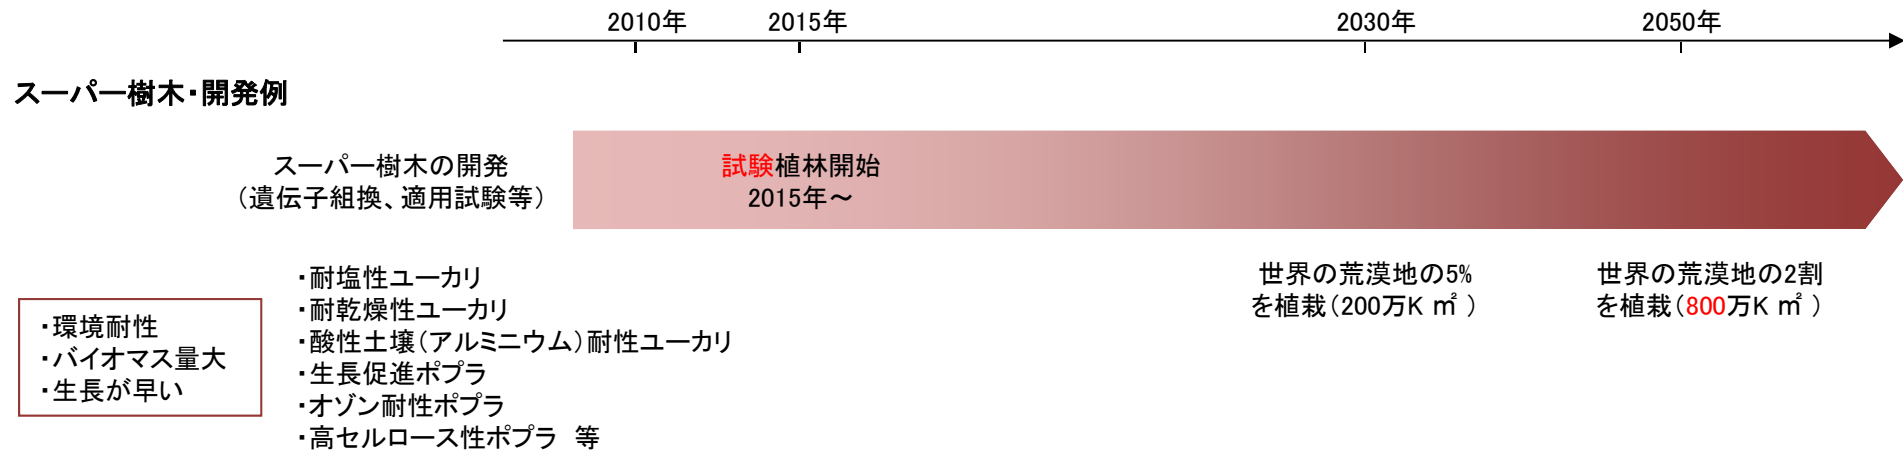 2010年 2015年 2030年 2050年
スーパー樹木・開発例
スーパー樹木の開発
（遺伝子組換、適用試験等）
試験植林開始
2015年～
・環境耐性
・バイオマス量大
・生長が早い
・耐塩性ユーカリ
・耐乾燥性ユーカリ
・酸性土壌（アルミニウム）耐性ユーカリ
・生長促進ポプラ
・オゾン耐性ポプラ
・高セルロース性ポプラ 等
世界の荒漠地の5%
を植栽（200万K㎡）
世界の荒漠地の2割
を植栽（800万K㎡）